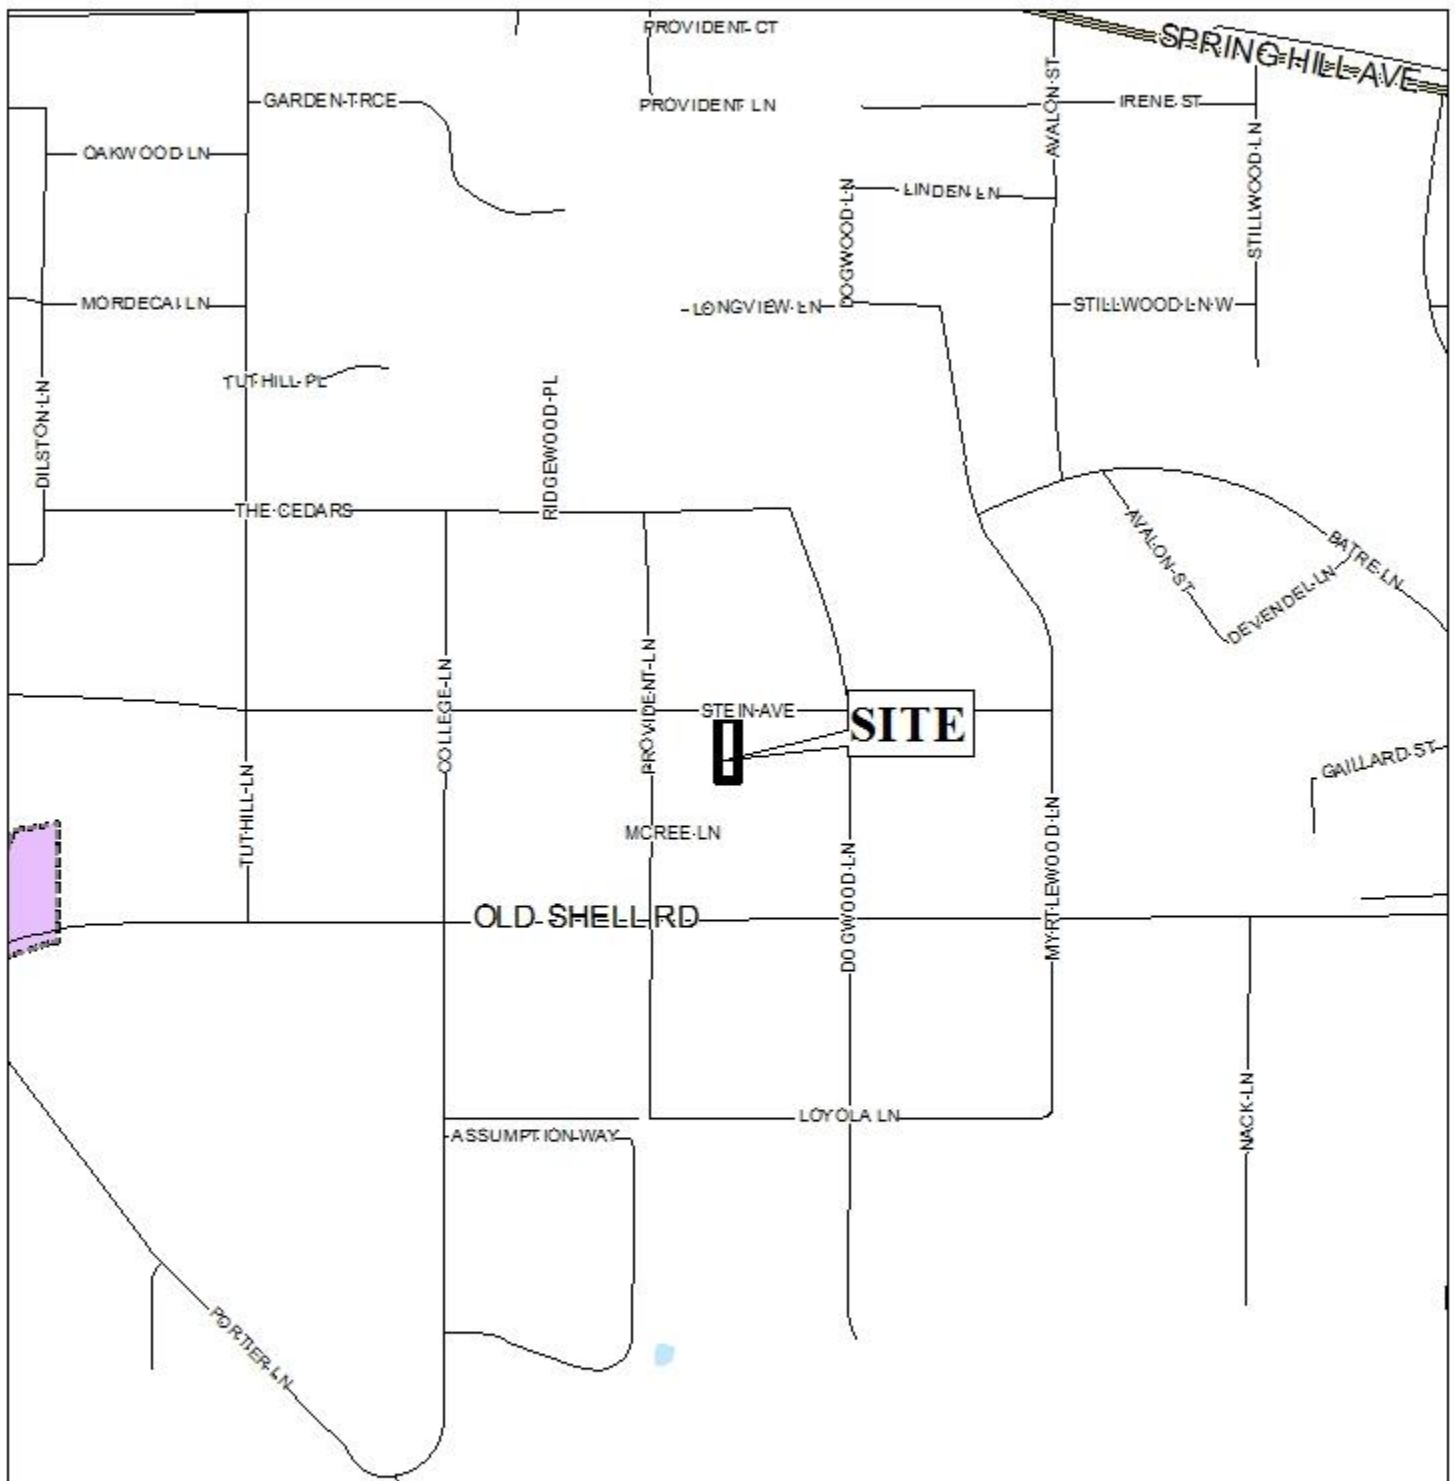 PROVIDENT CT
SPRING HILL AVE
GARDEN TRCE
PROVIDENT LN
AVALON ST
IRENE ST
OAKWOOD LN
STILLWOOD LN
DOGWOOD LN
LINDEN LN
MORDECAI LN
LONGVIEW LN
STILLWOOD LN W
TUTHILL PL
DILSTON LN
RIDGEWOOD PL
THE CEDARS
AVALON ST
BATRE LN
DEVENDEL LN
COLLEGE LN
PROVIDENT LN
STEIN AVE
SITE
GAILLARD ST
TUTHILL LN
MCREE LN
DOGWOOD LN
MYRTLEWOOD LN
OLD SHELL RD
LOYOLA LN
NACK LN
ASSUMPTION WAY
PORTIER LN